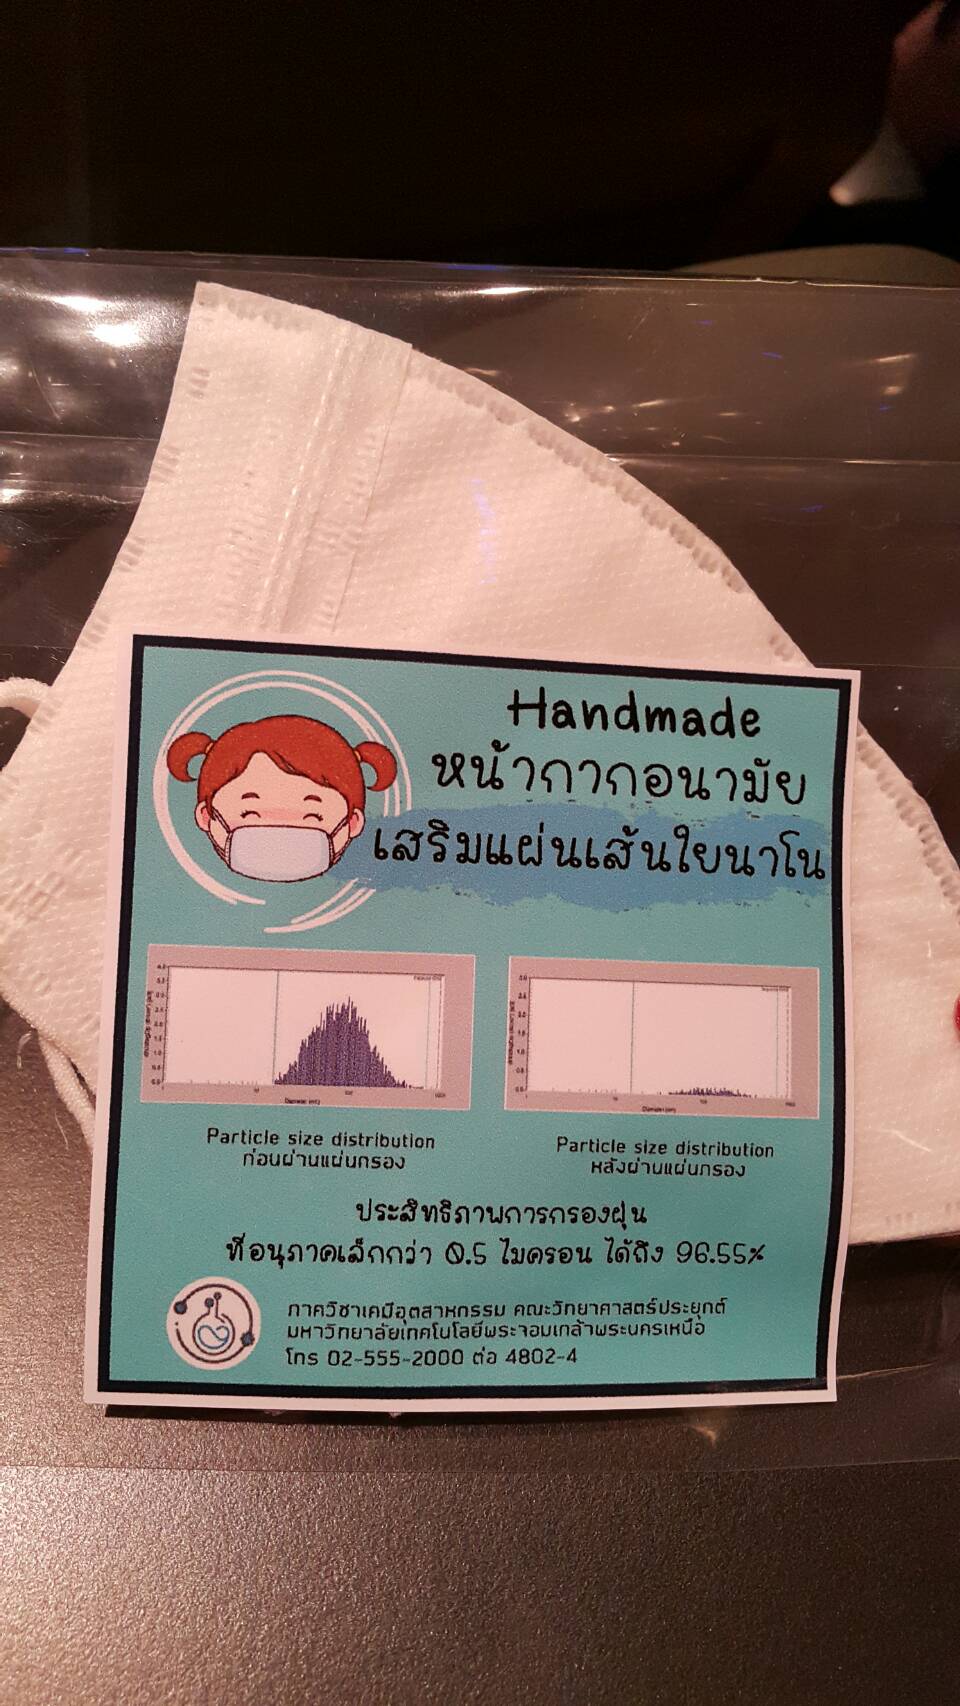 Handmade
หน้ากากอนามัย
เสริมแผ่นเส้นใยนาโน
Particle size distribution
ก่อนผ่านแผ่นกรอง
Particle size distribution
หลังผ่านแผ่นกรอง
ประสิทธิภาพการกรองฝุ่น
ที่อนุภาคเล็กกว่า 0.5 ไมครอน ได้ถึง 96.55%
ภาควิชาเคมีอุตสาหกรรม คณะวิทยาศาสตร์ประยุกต์
มหาวิทยาลัยเทคโนโลยีพระจอมเกล้าพระนครเหนือ
โทร 02-555-2000 ต่อ 4802-4